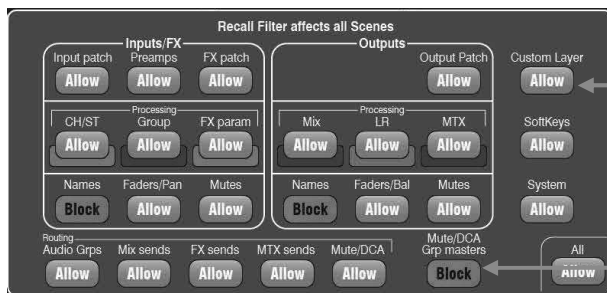 Recall Filter affects all Scenes
Inputs/FX
Outputs
Input patch Preamps FX patch
Output Patch
Custom Layer
Allow Allow Allow
Allow
Allow
Processing
CH/ST Group FX param
Processing
Mix LR MTX
SoftKeys
Allow Allow Allow
Allow Allow Allow
Allow
Names Faders/Pan Mutes
Names Faders/Bal Mutes
System
Block Allow Allow
Block Allow Allow
Allow
Routing
Audio Grps Mix sends FX sends MTX sends Mute/DCA
Mute/DCA
Grp masters
All
Allow Allow Allow Allow Allow
Block
Allow